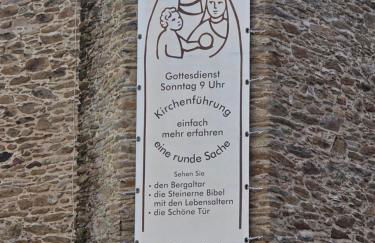 Gottesdienst
Sonntag 9 Uhr
Kirchenführung
einfach
mehr erfahren
eine runde Sache
Sehen Sie
• den Bergaltar
• die Steinerne Bibel
mit den Lebensaltern
• die Schöne Tür